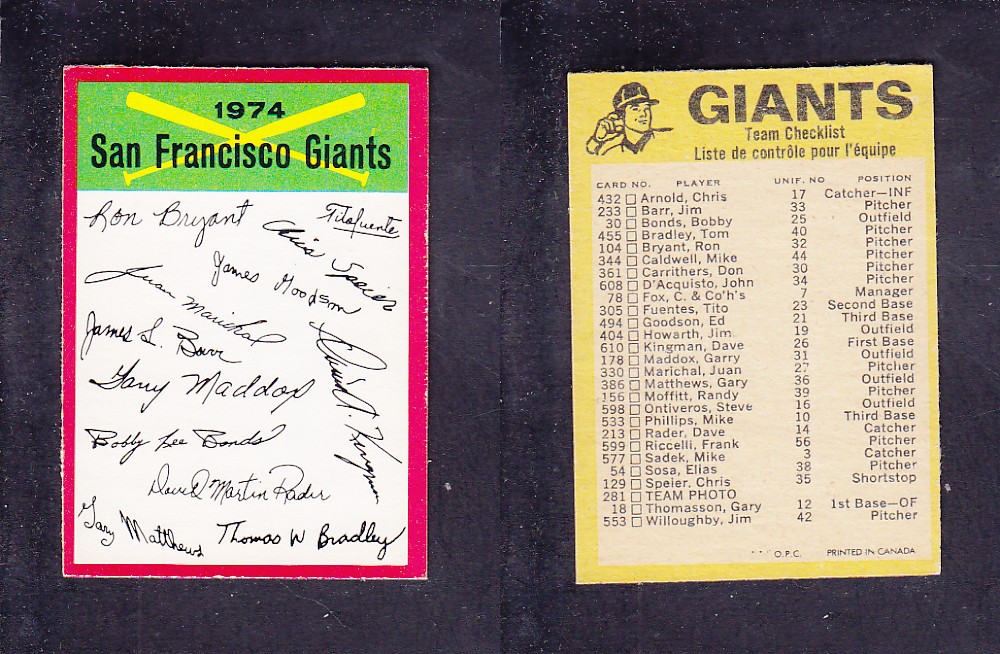 1974
San Francisco Giants
Ron Bryant
Tito Fuentes
Chris Speier
James Goodson
Juan Marichal
James L. Barr
David A. Kingman
Gary Maddox
Bobby Lee Bonds
David Martin Rader
Gary Matthews
Thomas W Bradley
GIANTS
Team Checklist
Liste de contrôle pour l'équipe
CARD NO. PLAYER UNIF. NO POSITION
432 Arnold, Chris 17 Catcher—INF
233 Barr, Jim 33 Pitcher
30 Bonds, Bobby 25 Outfield
455 Bradley, Tom 40 Pitcher
104 Bryant, Ron 32 Pitcher
344 Caldwell, Mike 44 Pitcher
361 Carrithers, Don 30 Pitcher
608 D'Acquisto, John 34 Pitcher
78 Fox, C. & Co'h's 7 Manager
305 Fuentes, Tito 23 Second Base
494 Goodson, Ed 21 Third Base
404 Howarth, Jim 19 Outfield
610 Kingman, Dave 26 First Base
178 Maddox, Garry 31 Outfield
330 Marichal, Juan 27 Pitcher
386 Matthews, Gary 36 Outfield
156 Moffitt, Randy 39 Pitcher
598 Ontiveros, Steve 16 Outfield
533 Phillips, Mike 10 Third Base
213 Rader, Dave 14 Catcher
599 Riccelli, Frank 56 Pitcher
577 Sadek, Mike 3 Catcher
54 Sosa, Elias 38 Pitcher
129 Speier, Chris 35 Shortstop
281 TEAM PHOTO
18 Thomasson, Gary 12 1st Base—OF
553 Willoughby, Jim 42 Pitcher
O.P.C. PRINTED IN CANADA